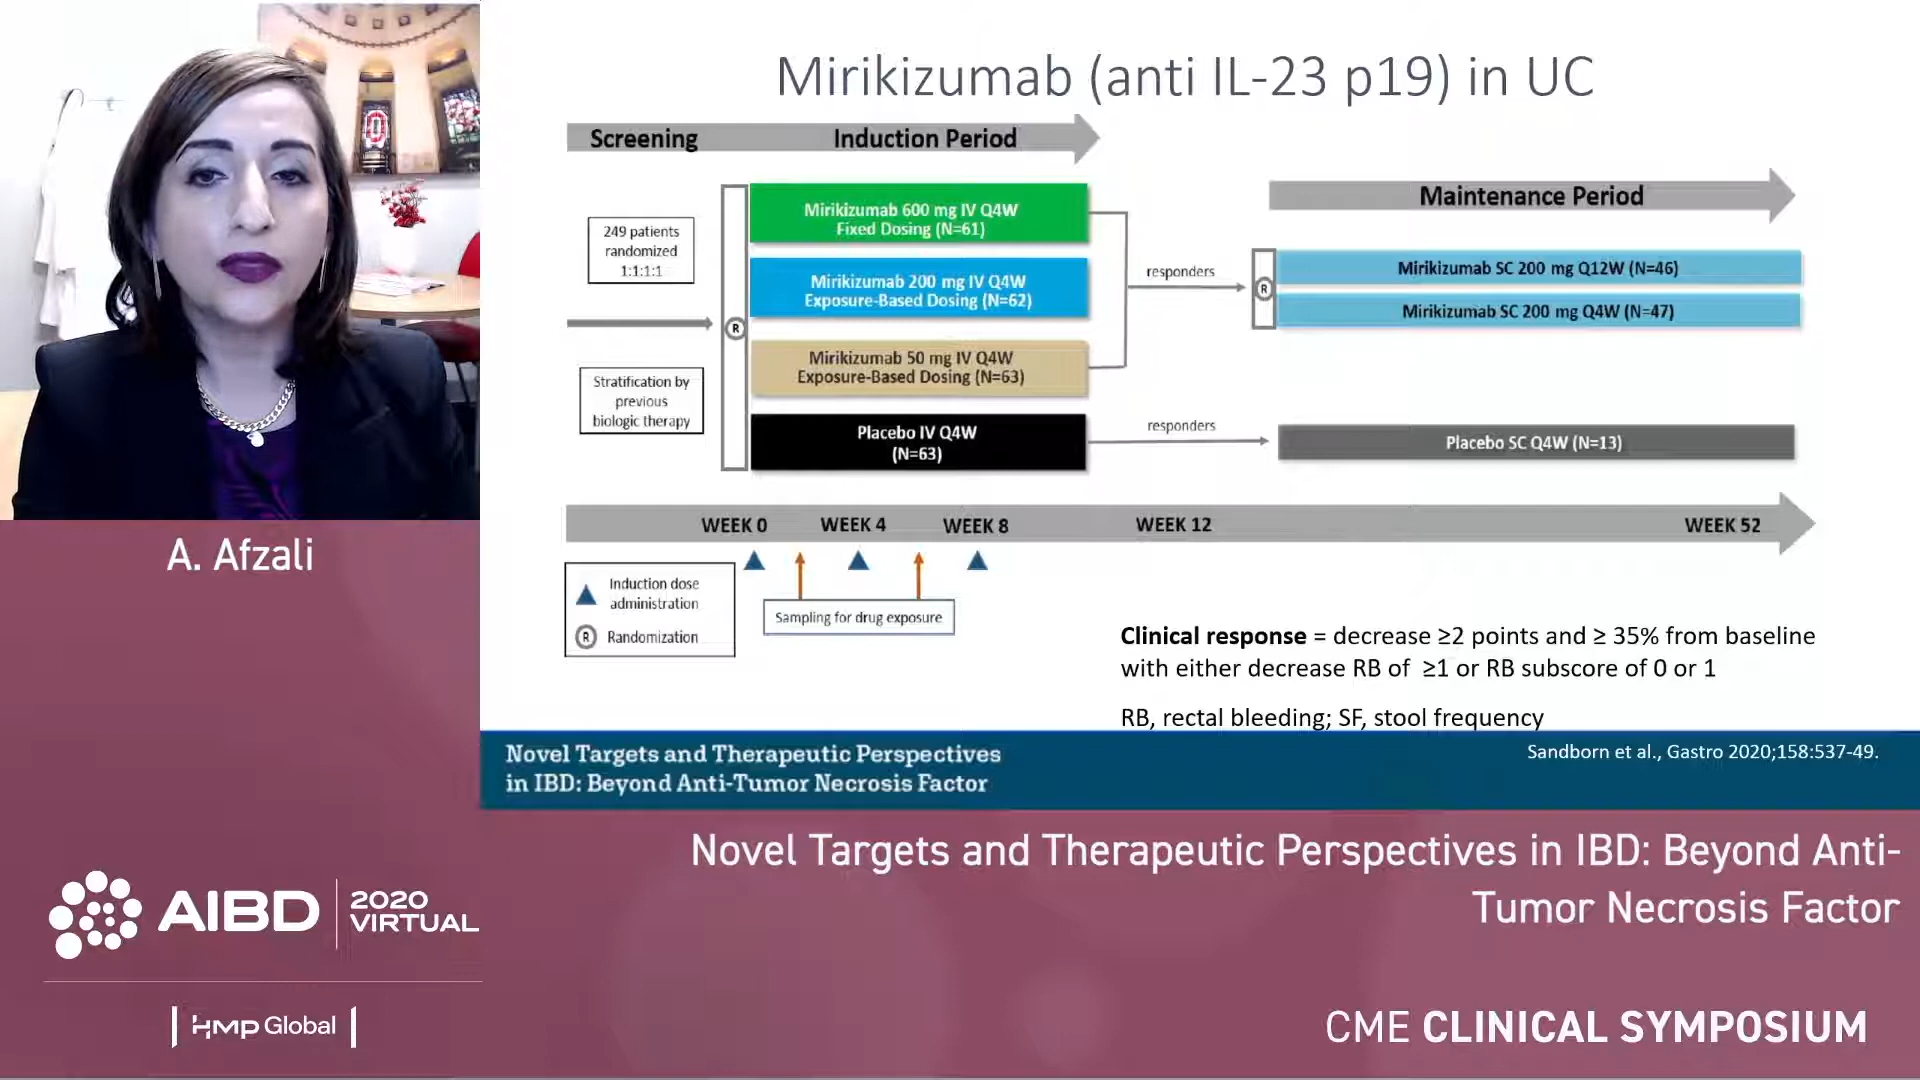 Mirikizumab (anti IL-23 p19) in UC
Screening
Induction Period
Maintenance Period
249 patients
randomized
1:1:1:1
Stratification by
previous
biologic therapy
R
Mirikizumab 600 mg IV Q4W
Fixed Dosing (N=61)
Mirikizumab 200 mg IV Q4W
Exposure-Based Dosing (N=62)
Mirikizumab 50 mg IV Q4W
Exposure-Based Dosing (N=63)
Placebo IV Q4W
(N=63)
responders
responders
R
Mirikizumab SC 200 mg Q12W (N=46)
Mirikizumab SC 200 mg Q4W (N=47)
Placebo SC Q4W (N=13)
WEEK 0
WEEK 4
WEEK 8
WEEK 12
WEEK 52
Induction dose
administration
R Randomization
Sampling for drug exposure
Clinical response = decrease ≥2 points and ≥ 35% from baseline
with either decrease RB of ≥1 or RB subscore of 0 or 1
RB, rectal bleeding; SF, stool frequency
Novel Targets and Therapeutic Perspectives
in IBD: Beyond Anti-Tumor Necrosis Factor
Sandborn et al., Gastro 2020;158:537-49.
A. Afzali
Novel Targets and Therapeutic Perspectives in IBD: Beyond Anti-
Tumor Necrosis Factor
AIBD
2020
VIRTUAL
HMP Global
CME CLINICAL SYMPOSIUM